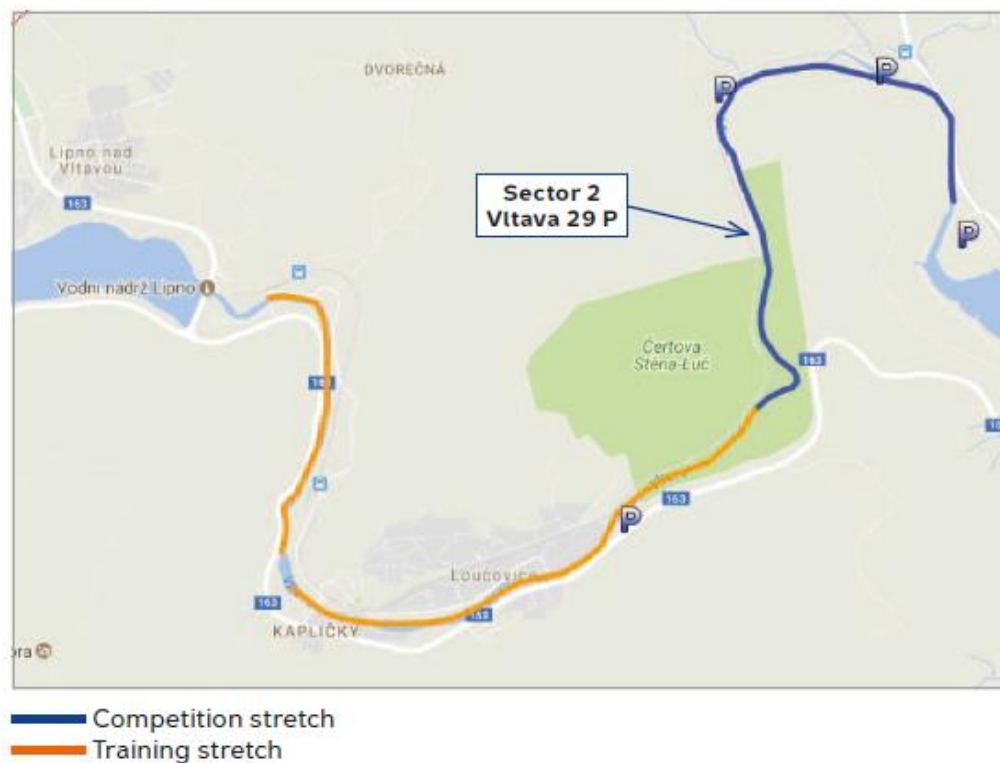 DVOREČNÁ
Lipno nad
Vltavou
163
Sector 2
Vltava 29 P
Vodní nádrž Lipno
Čertova
Stěna-Luč
163
163
163
Loučovice
163
163
KAPLIČKY
P
P
P
P
Competition stretch
Training stretch